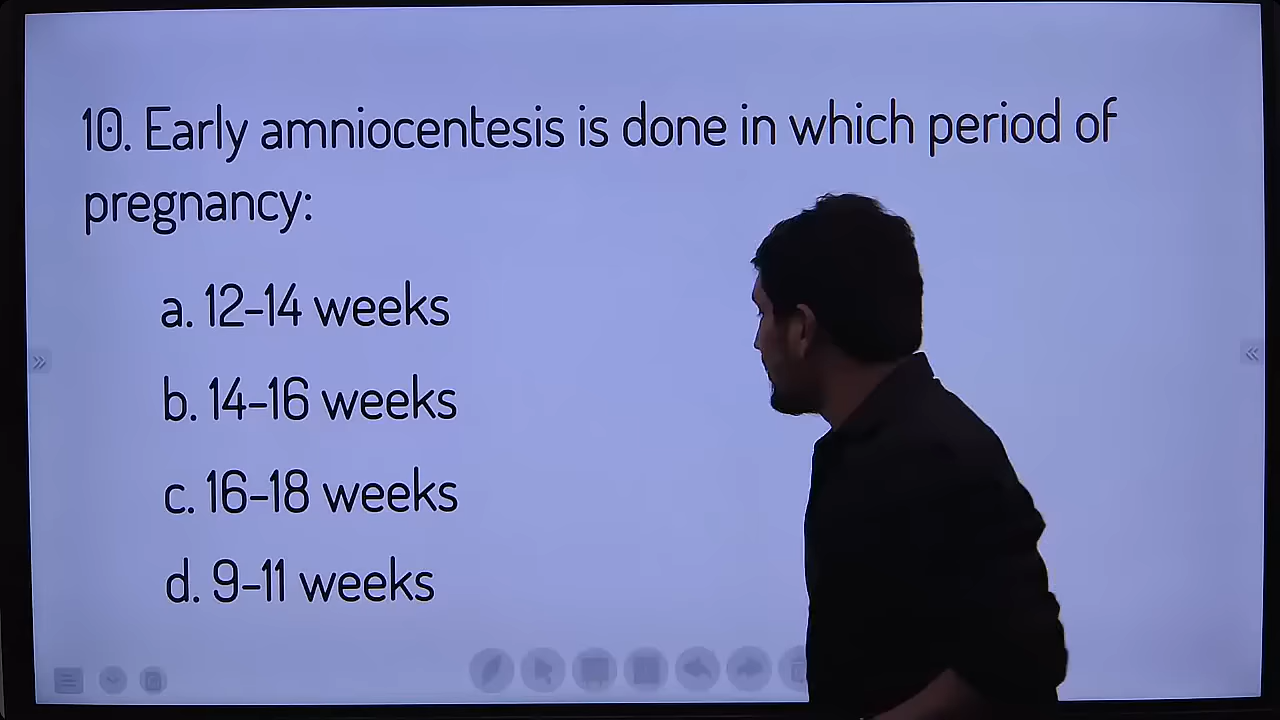 10. Early amniocentesis is done in which period of
pregnancy:
a. 12-14 weeks
b. 14-16 weeks
c. 16-18 weeks
d. 9-11 weeks